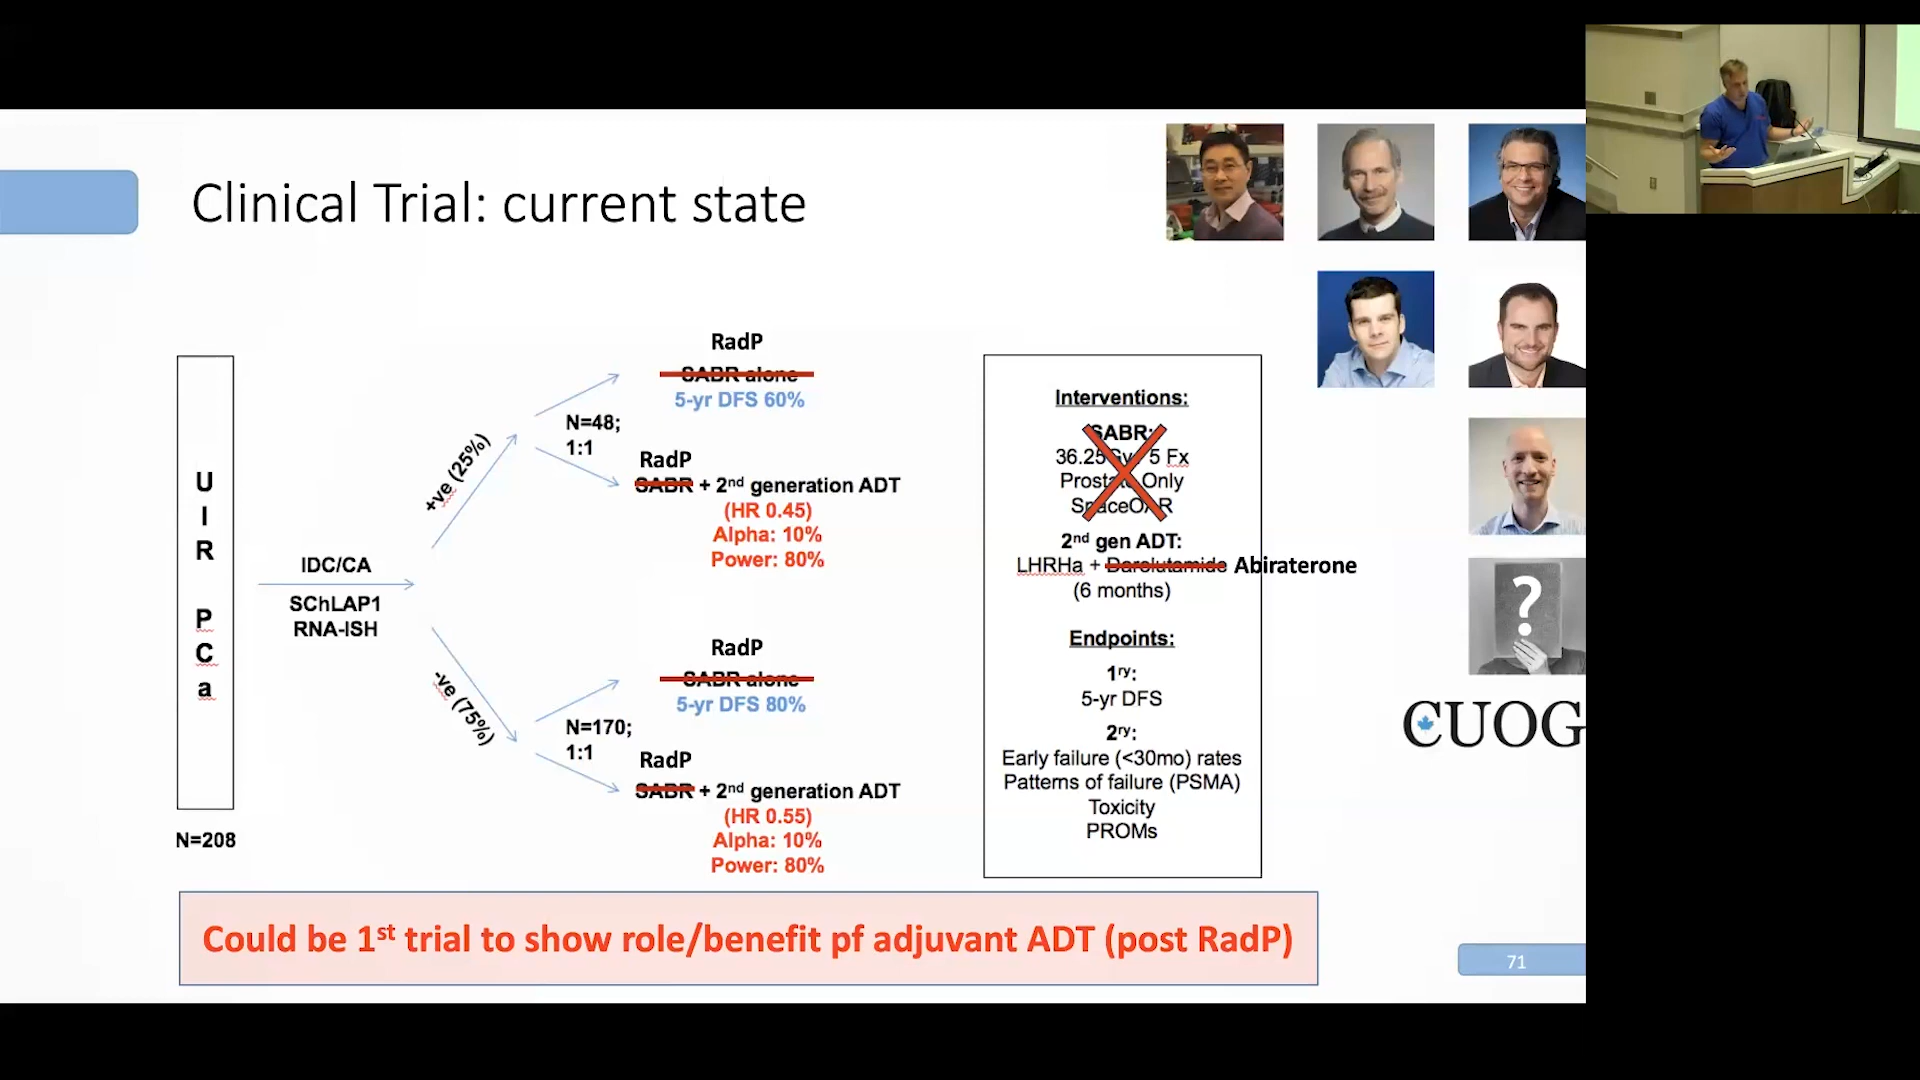 Clinical Trial: current state
U
I
R
P
C
a
N=208
IDC/CA
SChLAP1
RNA-ISH
+ve (25%)
-ve (75%)
RadP
SABR alone
5-yr DFS 60%
N=48;
1:1
RadP
SABR + 2nd generation ADT
(HR 0.45)
Alpha: 10%
Power: 80%
RadP
SABR alone
5-yr DFS 80%
N=170;
1:1
RadP
SABR + 2nd generation ADT
(HR 0.55)
Alpha: 10%
Power: 80%
Interventions:
SABR:
36.25Gy 5 Fx
Prostate Only
SpaceOAR
2nd gen ADT:
LHRHa + Darolutamide Abiraterone
(6 months)
Endpoints:
1ry:
5-yr DFS
2ry:
Early failure (<30mo) rates
Patterns of failure (PSMA)
Toxicity
PROMs
?
CUOG
Could be 1st trial to show role/benefit pf adjuvant ADT (post RadP)
71